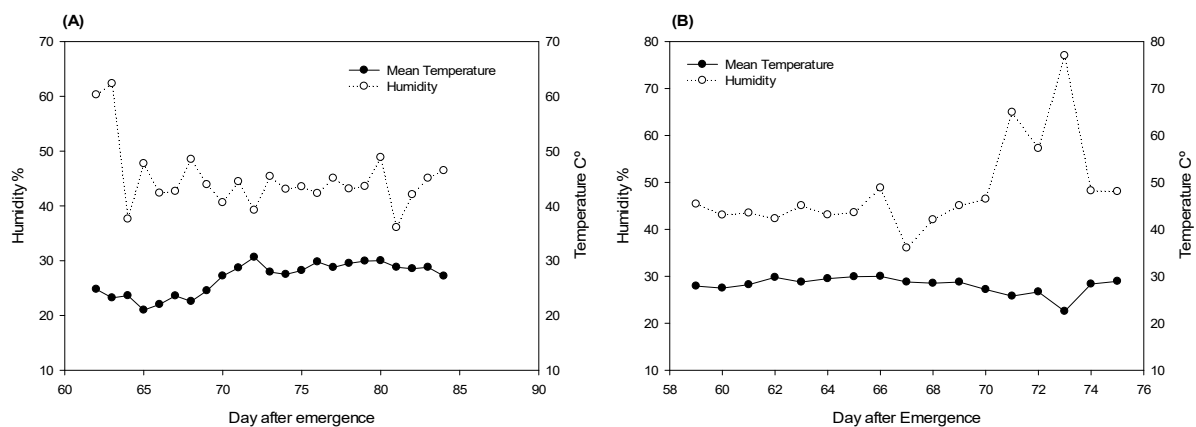 (A)
70
60
50
40
30
20
10
Humidity %
Mean Temperature
Humidity
70
60
50
40
30
20
10
Temperature Cº
60 65 70 75 80 85 90
Day after emergence
(B)
80
70
60
50
40
30
20
10
Humidity %
Mean Temperature
Humidity
80
70
60
50
40
30
20
10
Temperature Cº
58 60 62 64 66 68 70 72 74 76
Day after Emergence